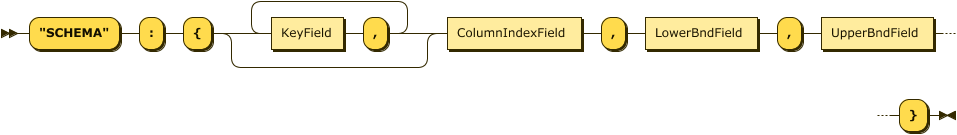 "SCHEMA" : { KeyField , ColumnIndexField , LowerBndField , UpperBndField
}